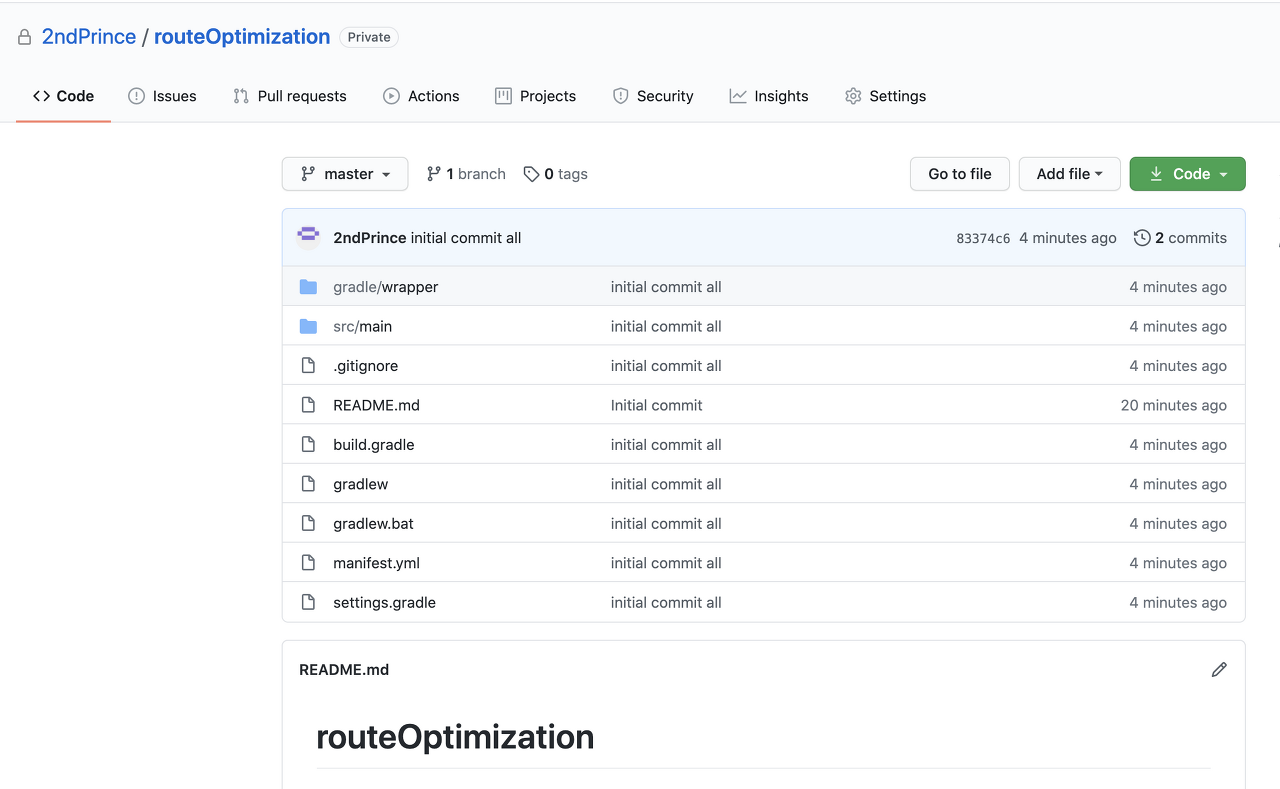 2ndPrince / routeOptimization Private
Code Issues Pull requests Actions Projects Security Insights Settings
master 1 branch 0 tags Go to file Add file Code
2ndPrince initial commit all 83374c6 4 minutes ago 2 commits
gradle/wrapper initial commit all 4 minutes ago
src/main initial commit all 4 minutes ago
.gitignore initial commit all 4 minutes ago
README.md Initial commit 20 minutes ago
build.gradle initial commit all 4 minutes ago
gradlew initial commit all 4 minutes ago
gradlew.bat initial commit all 4 minutes ago
manifest.yml initial commit all 4 minutes ago
settings.gradle initial commit all 4 minutes ago
README.md
routeOptimization